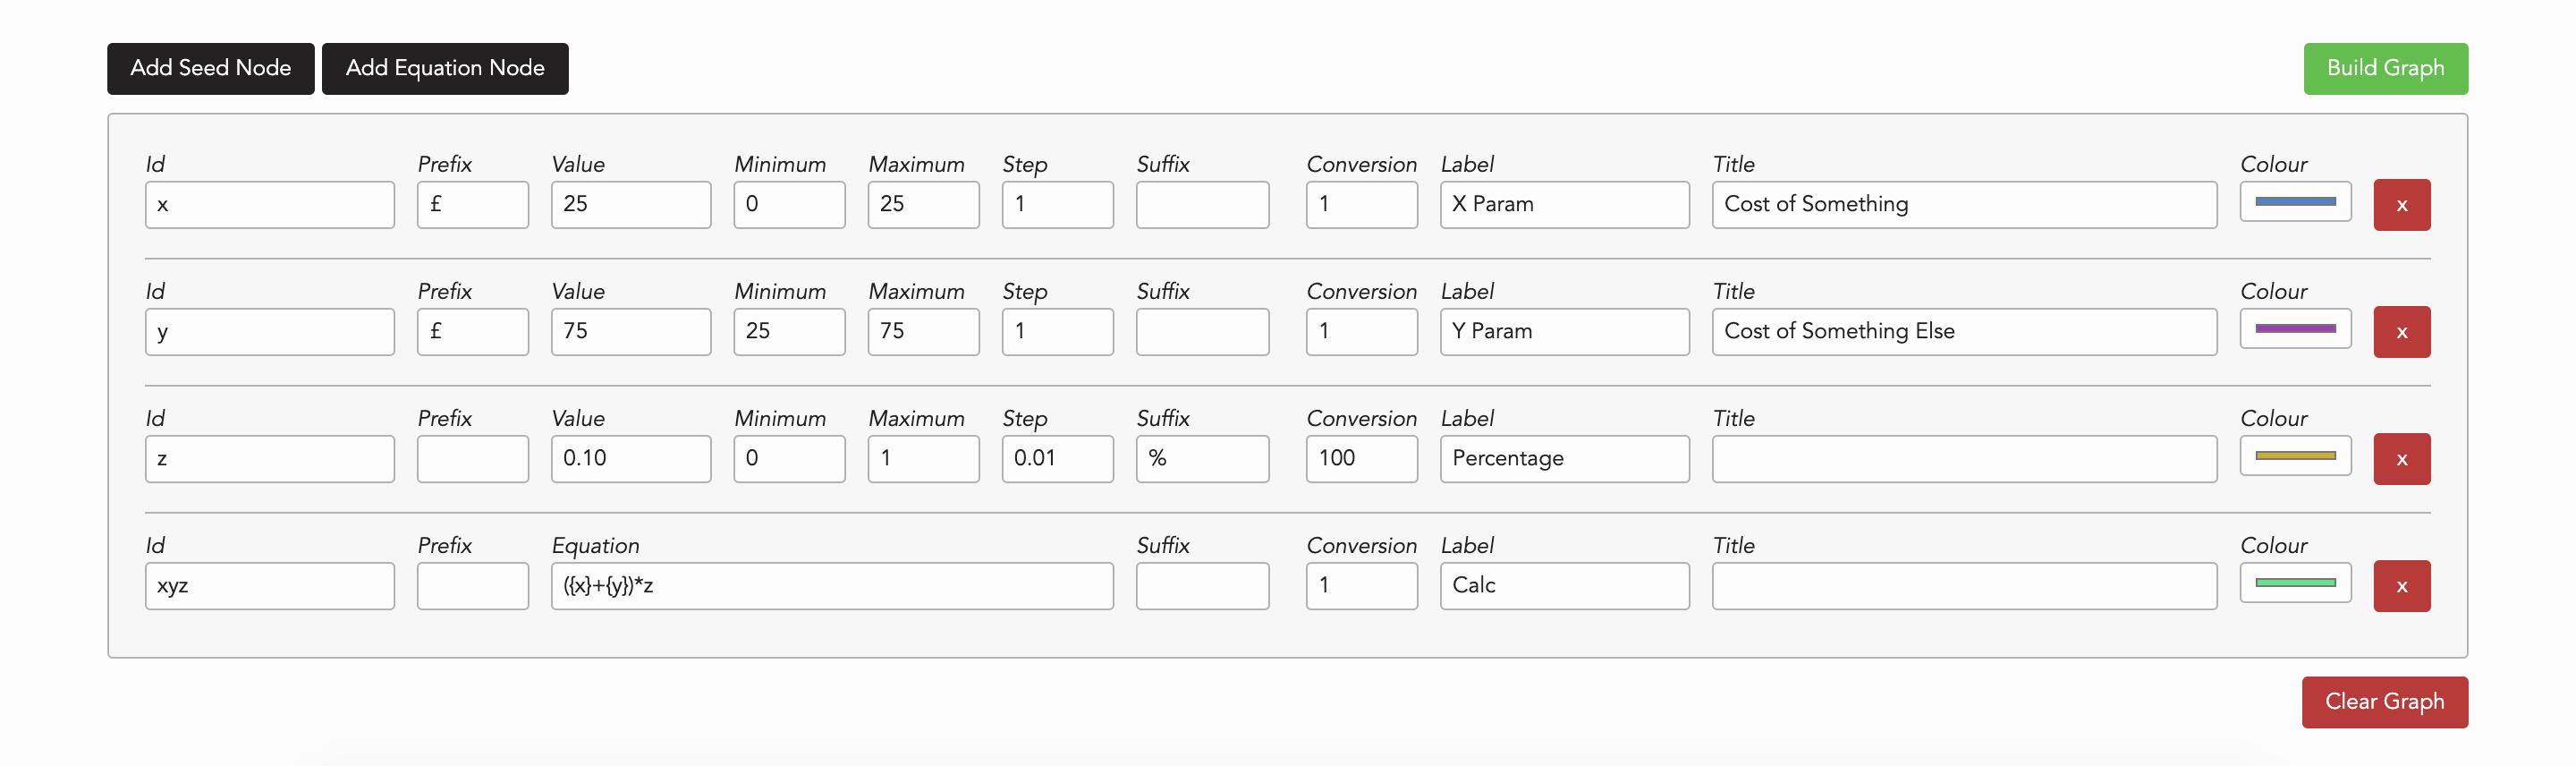 Add Seed Node Add Equation Node Build Graph
Id Prefix Value Minimum Maximum Step Suffix Conversion Label Title Colour
x £ 25 0 25 1 1 X Param Cost of Something x
Id Prefix Value Minimum Maximum Step Suffix Conversion Label Title Colour
y £ 75 25 75 1 1 Y Param Cost of Something Else x
Id Prefix Value Minimum Maximum Step Suffix Conversion Label Title Colour
z 0.10 0 1 0.01 % 100 Percentage x
Id Prefix Equation Suffix Conversion Label Title Colour
xyz ({x}+{y})*z 1 Calc x
Clear Graph